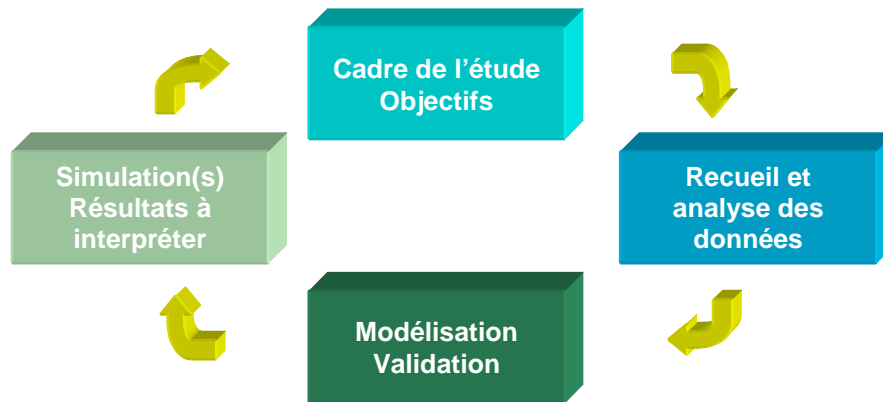 Cadre de l’étude
Objectifs
Simulation(s)
Résultats à
interpréter
Recueil et
analyse des
données
Modélisation
Validation